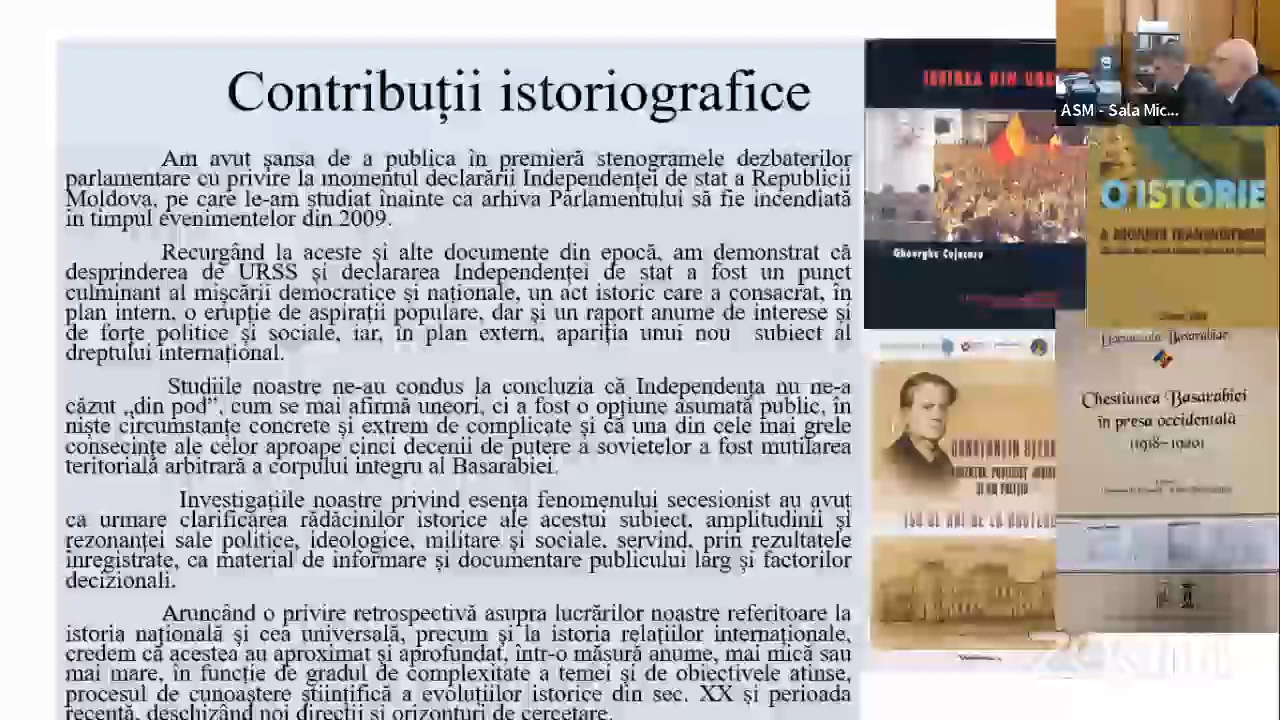 Contribuții istoriografice
Am avut șansa de a publica în premieră stenogramele dezbaterilor
parlamentare cu privire la momentul declarării Independenței de stat a Republicii
Moldova, pe care le-am studiat înainte ca arhiva Parlamentului să fie incendiată
în timpul evenimentelor din 2009.
Recurgând la aceste și alte documente din epocă, am demonstrat că
desprinderea de URSS și declararea Independenței de stat a fost un punct
culminant al mișcării democratice și naționale, un act istoric care a consacrat, în
plan intern, o erupție de aspirații populare, dar și un raport anume de interese și
de forțe politice și sociale, iar, în plan extern, apariția unui nou subiect al
dreptului internațional.
Studiile noastre ne-au condus la concluzia că Independența nu ne-a
căzut „din pod”, cum se mai afirmă uneori, ci a fost o opțiune asumată public, în
niște circumstanțe concrete și extrem de complicate și că una din cele mai grele
consecințe ale celor aproape cinci decenii de putere a sovietelor a fost mutilarea
teritorială arbitrară a corpului integru al Basarabiei.
Investigațiile noastre privind esența fenomenului secesionist au avut
ca urmare clarificarea rădăcinilor istorice ale acestui subiect, amplitudinii și
rezonanței sale politice, ideologice, militare și sociale, servind, prin rezultatele
înregistrate, ca material de informare și documentare publicului larg și factorilor
decizionali.
Aruncând o privire retrospectivă asupra lucrărilor noastre referitoare la
istoria națională și cea universală, precum și la istoria relațiilor internaționale,
credem că acestea au aproximat și aprofundat, într-o măsură anume, mai mică sau
mai mare, în funcție de gradul de complexitate a temei și de obiectivele atinse,
procesul de cunoaștere științifică a evoluțiilor istorice din sec. XX și perioada
recentă, deschizând noi direcții și orizonturi de cercetare.
ASM - Sala Mic...
IEȘIREA DIN
Gheorghe Cojocaru
O ISTORIE
A REGIUNII TRANSNISTRENE
Basarabiei
Chestiunea Basarabiei
în presa occidentală
(1918-1920)
CONSTANTIN STERE
150 DE ANI DE LA
zoom